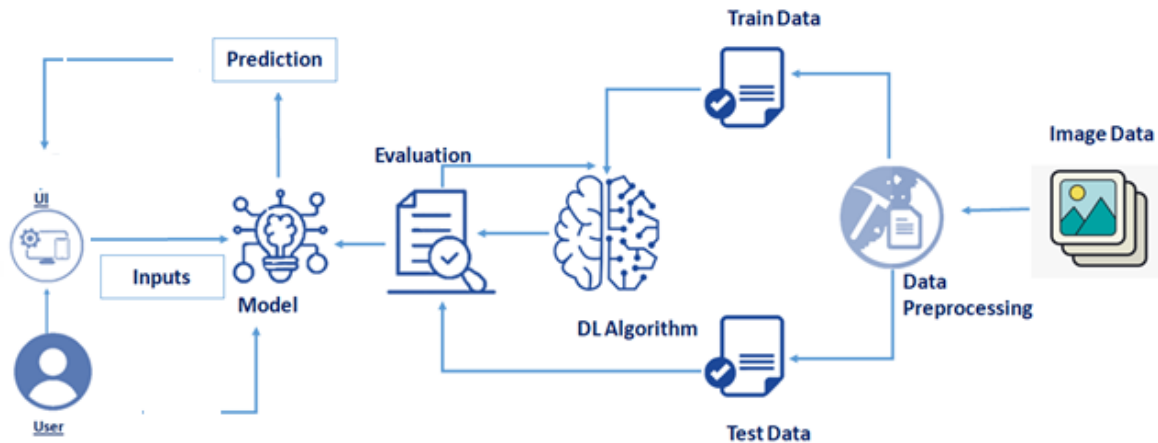 Train Data
Prediction
Image Data
Evaluation
UI
Inputs
Model
Data
Preprocessing
DL Algorithm
User
Test Data